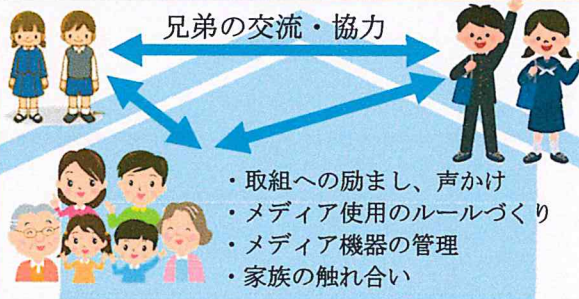 兄弟の交流・協力
・取組への励まし、声かけ
・メディア使用のルールづくり
・メディア機器の管理
・家族の触れ合い